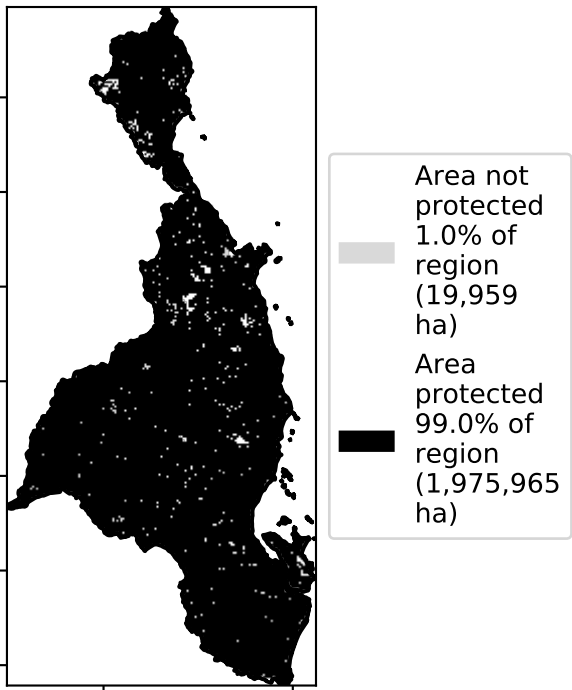 Area not
protected
1.0% of
region
(19,959
ha)
Area
protected
99.0% of
region
(1,975,965
ha)